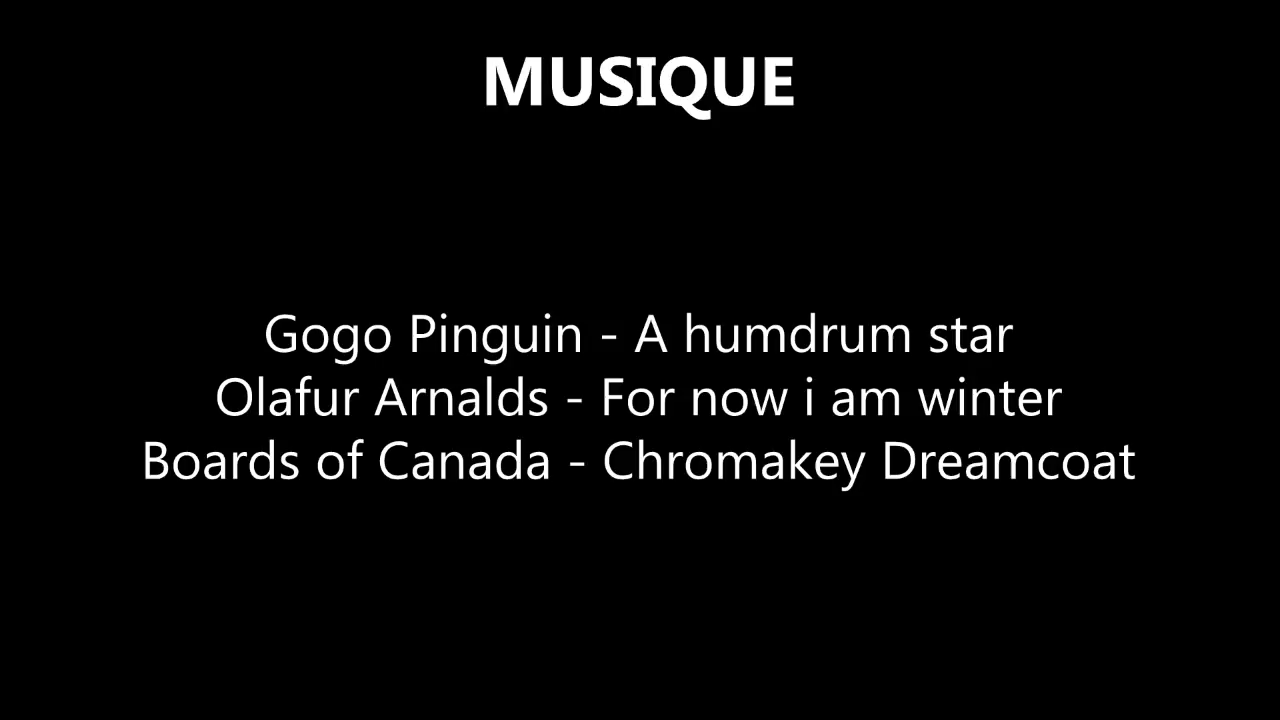 MUSIQUE
Gogo Pinguin - A humdrum star
Olafur Arnalds - For now i am winter
Boards of Canada - Chromakey Dreamcoat